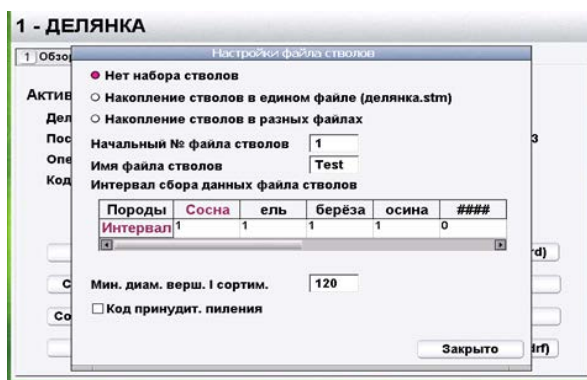 1 - ДЕЛЯНКА
1 Обзор
Настройки файла стволов
Нет набора стволов
Накопление стволов в едином файле (делянка.stm)
Накопление стволов в разных файлах
Начальный № файла стволов 1
Имя файла стволов Test
Интервал сбора данных файла стволов
Породы Сосна ель берёза осина ####
Интервал 1 1 1 1 0
Мин. диам. верш. I сортим. 120
Код принудит. пиления
Закрыто
Актив
Дел
Пос 3
Опе
Код
rd)
С
Со
drf)